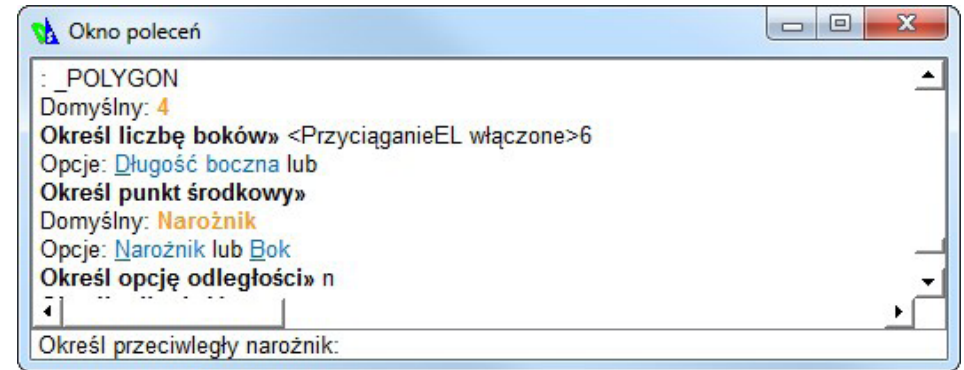 Okno poleceń
: _POLYGON
Domyślny: 4
Określ liczbę boków» <PrzyciąganieEL włączone>6
Opcje: Długość boczna lub
Określ punkt środkowy»
Domyślny: Narożnik
Opcje: Narożnik lub Bok
Określ opcję odległości» n
Określ przeciwległy narożnik: